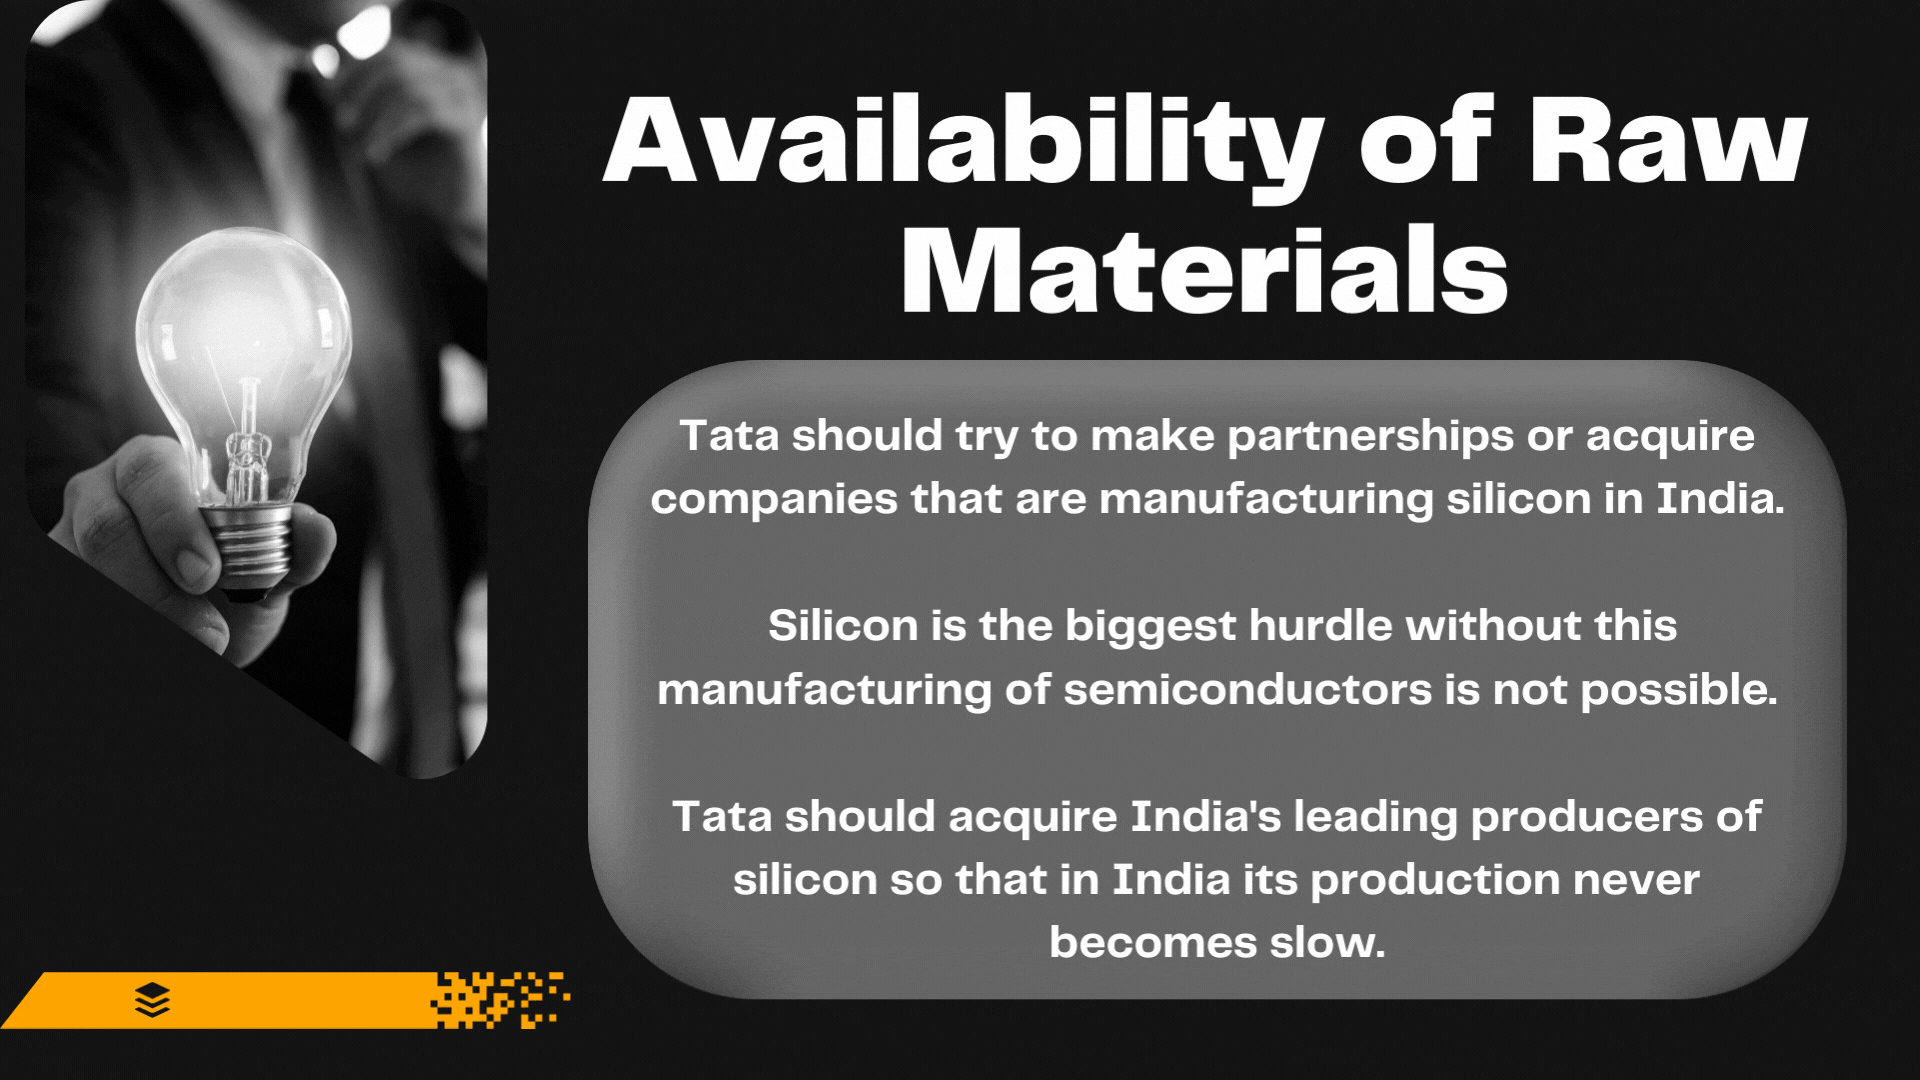 Availability of Raw
Materials
Tata should try to make partnerships or acquire
companies that are manufacturing silicon in India.
Silicon is the biggest hurdle without this
manufacturing of semiconductors is not possible.
Tata should acquire India's leading producers of
silicon so that in India its production never
becomes slow.